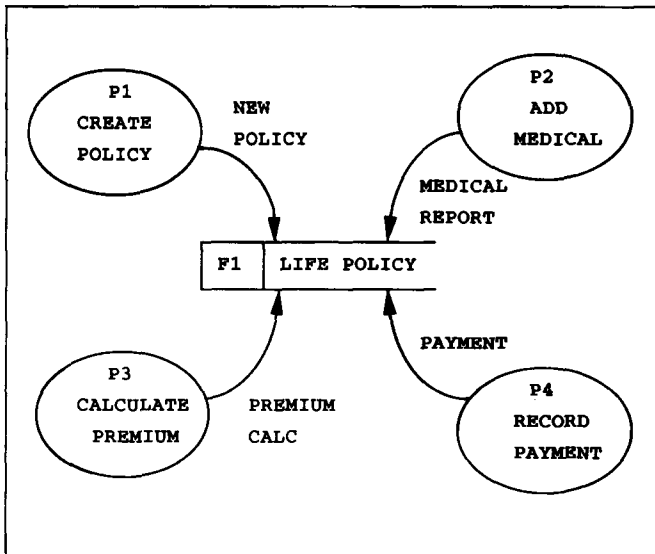 P1
CREATE
POLICY
NEW
POLICY
P2
ADD
MEDICAL
MEDICAL
REPORT
F1 LIFE POLICY
P3
CALCULATE
PREMIUM
PREMIUM
CALC
PAYMENT
P4
RECORD
PAYMENT